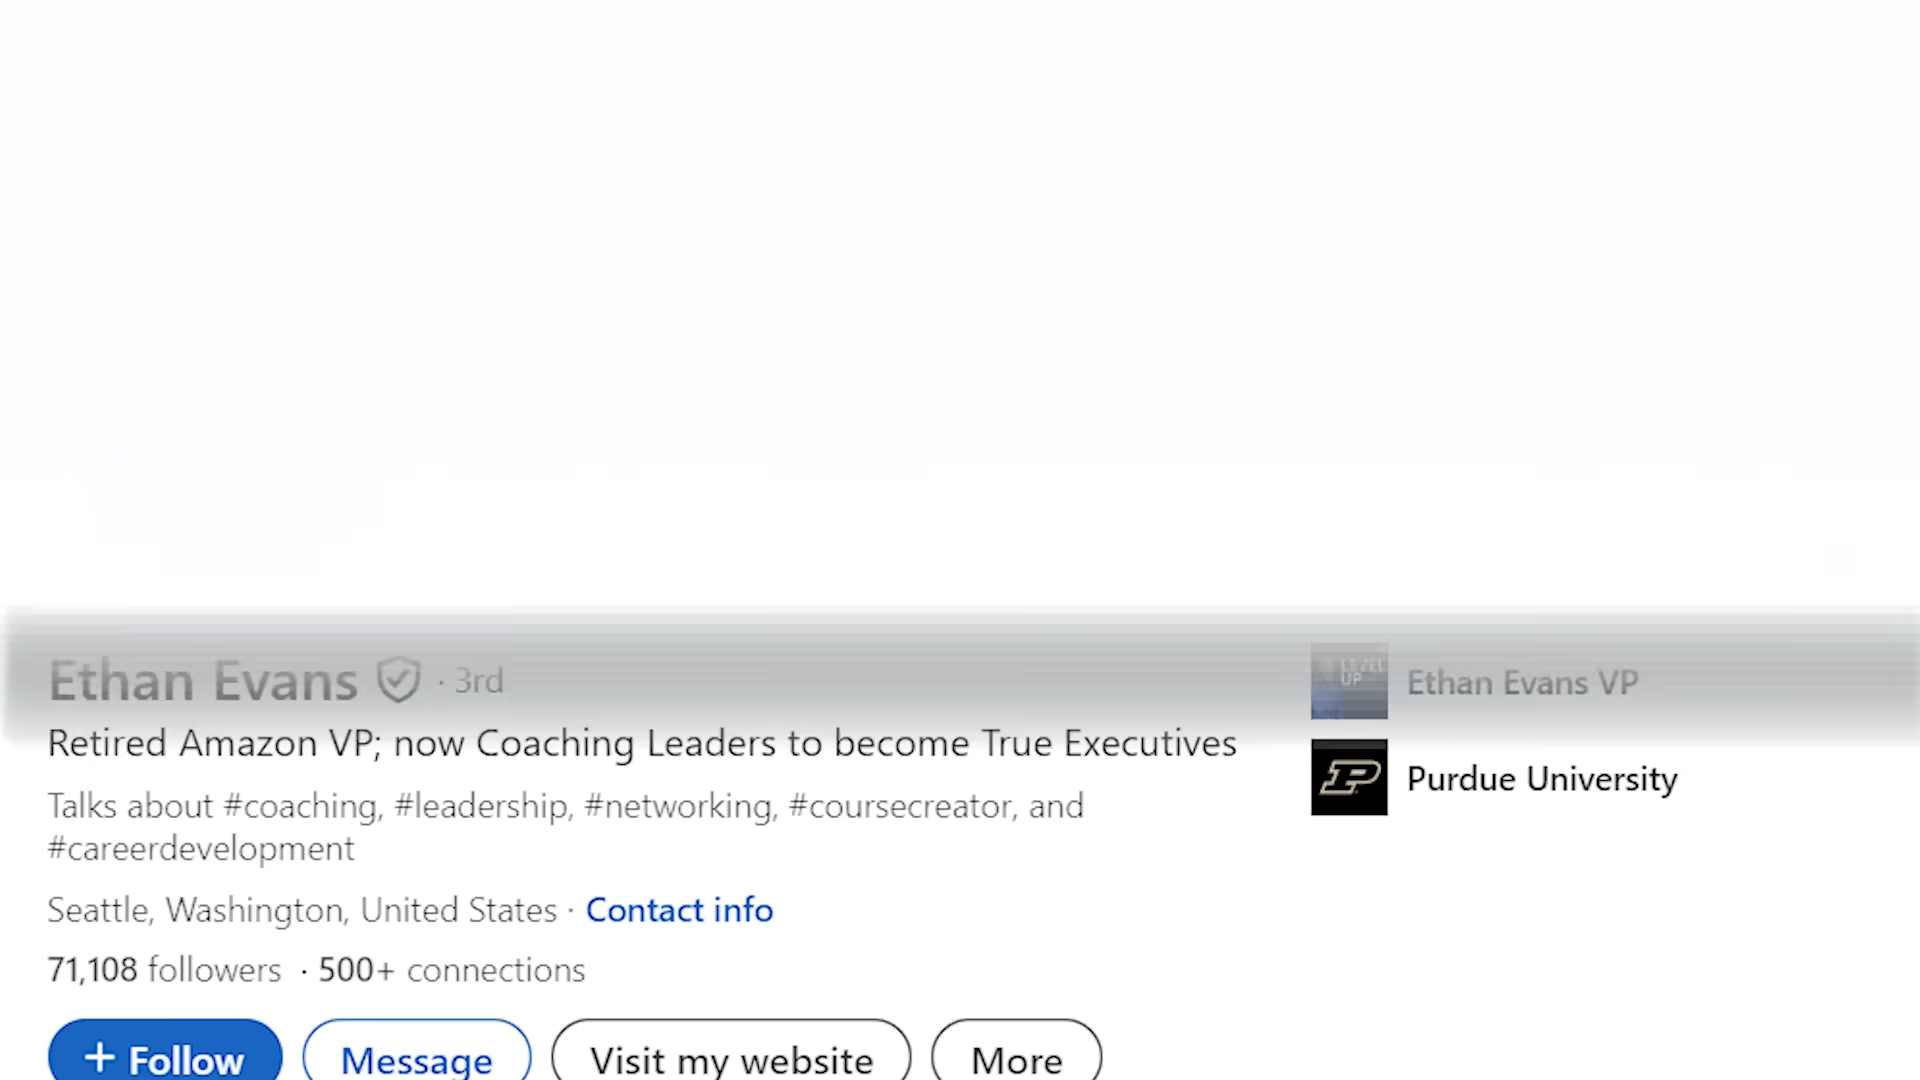 Ethan Evans · 3rd
Retired Amazon VP; now Coaching Leaders to become True Executives
Talks about #coaching, #leadership, #networking, #coursecreator, and
#careerdevelopment
Seattle, Washington, United States · Contact info
71,108 followers · 500+ connections
+ Follow
Message
Visit my website
More
LEVEL
UP
Ethan Evans VP
P
Purdue University